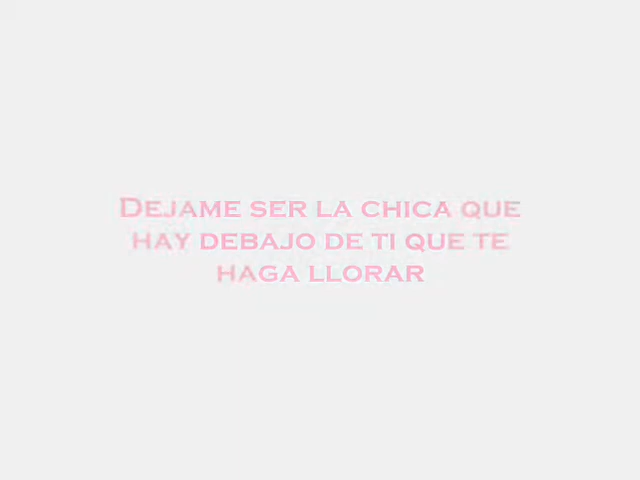 DEJAME SER LA CHICA QUE
HAY DEBAJO DE TI QUE TE
HAGA LLORAR